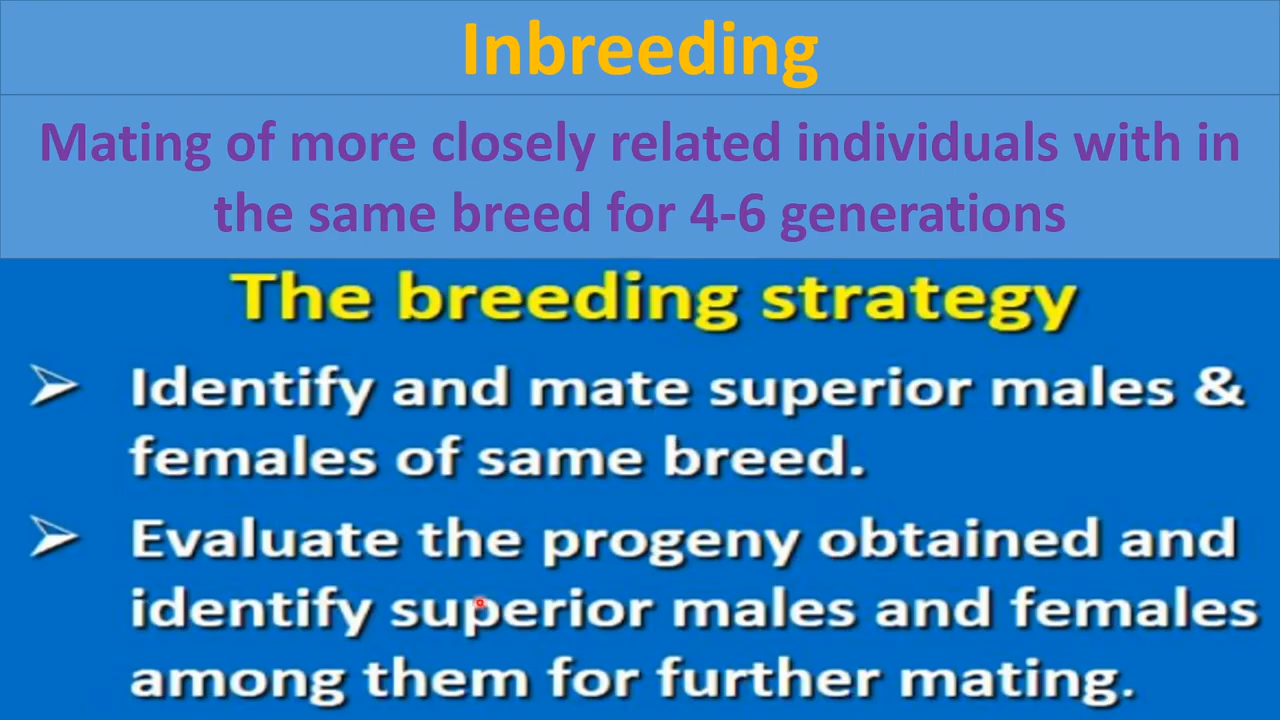 Inbreeding
Mating of more closely related individuals with in
the same breed for 4-6 generations
The breeding strategy
➢ Identify and mate superior males &
females of same breed.
➢ Evaluate the progeny obtained and
identify superior males and females
among them for further mating.